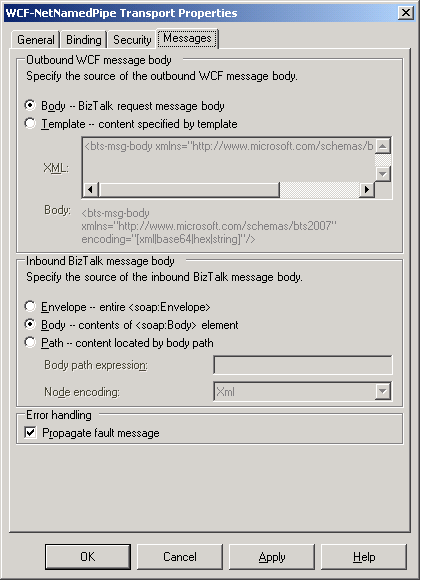 WCF-NetNamedPipe Transport Properties
General Binding Security Messages
Outbound WCF message body
Specify the source of the outbound WCF message body.
Body -- BizTalk request message body
Template -- content specified by template
<bts-msg-body xmlns="http://www.microsoft.com/schemas/b
XML:
Body: <bts-msg-body
xmlns="http://www.microsoft.com/schemas/bts2007"
encoding="[xml|base64|hex|string]"/>
Inbound BizTalk message body
Specify the source of the inbound BizTalk message body.
Envelope -- entire <soap:Envelope>
Body -- contents of <soap:Body> element
Path -- content located by body path
Body path expression:
Node encoding: Xml
Error handling
Propagate fault message
OK Cancel Apply Help